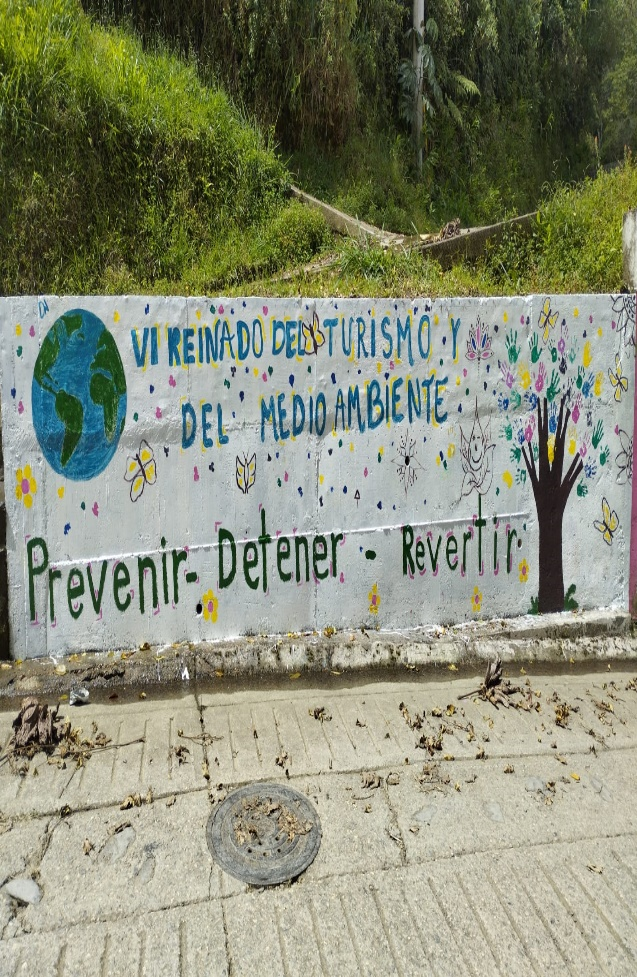 VI REINADO DEL TURISMO Y
DEL MEDIO AMBiENTE
Prevenir- Detener - Revertir.